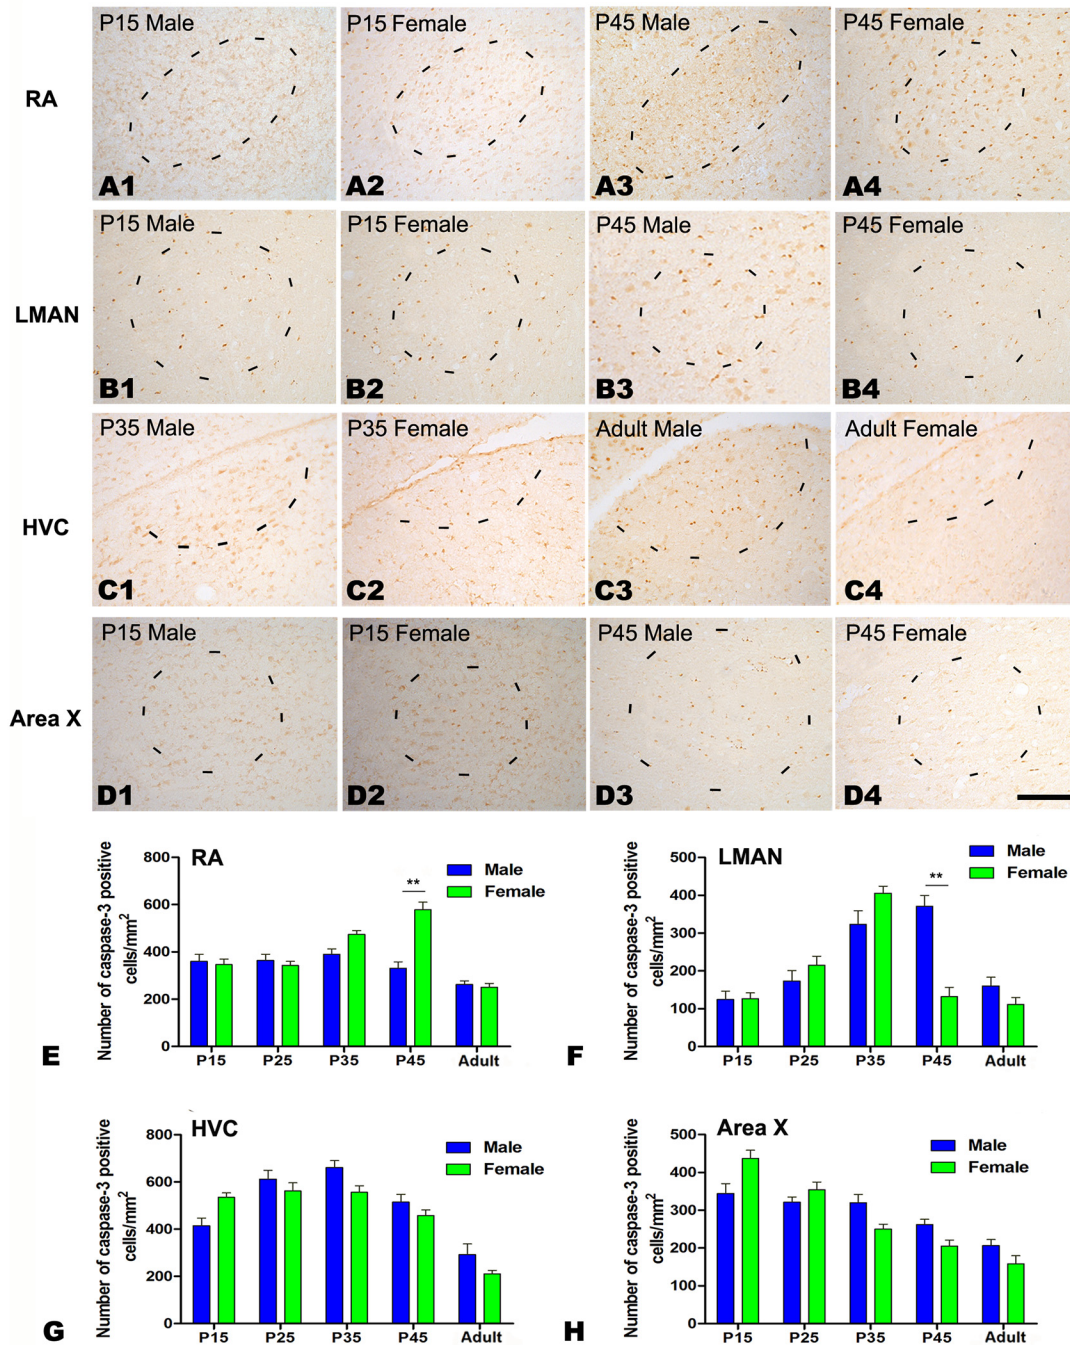 P15 Male
P15 Female
P45 Male
P45 Female
RA
A1
A2
A3
A4
P15 Male
P15 Female
P45 Male
P45 Female
LMAN
B1
B2
B3
B4
P35 Male
P35 Female
Adult Male
Adult Female
HVC
C1
C2
C3
C4
P15 Male
P15 Female
P45 Male
P45 Female
Area X
D1
D2
D3
D4
RA
Number of caspase-3 positive
cells/mm2
800
600
400
200
0
**
Male
Female
P15
P25
P35
P45
Adult
E
LMAN
Number of caspase-3 positive
cells/mm2
500
400
300
200
100
0
**
Male
Female
P15
P25
P35
P45
Adult
F
HVC
Number of caspase-3 positive
cells/mm2
800
600
400
200
0
Male
Female
P15
P25
P35
P45
Adult
G
Area X
Number of caspase-3 positive
cells/mm2
500
400
300
200
100
0
Male
Female
P15
P25
P35
P45
Adult
H